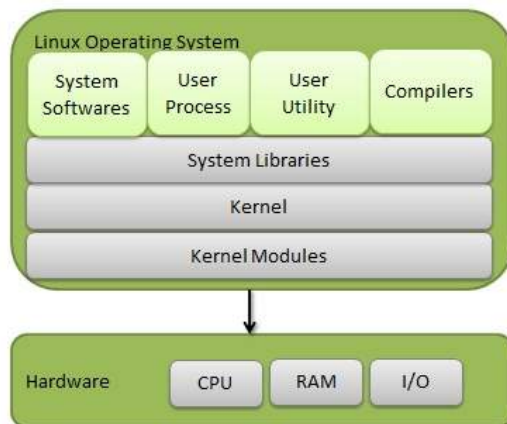 Linux Operating System
System
Softwares
User
Process
User
Utility
Compilers
System Libraries
Kernel
Kernel Modules
Hardware
CPU
RAM
I/O